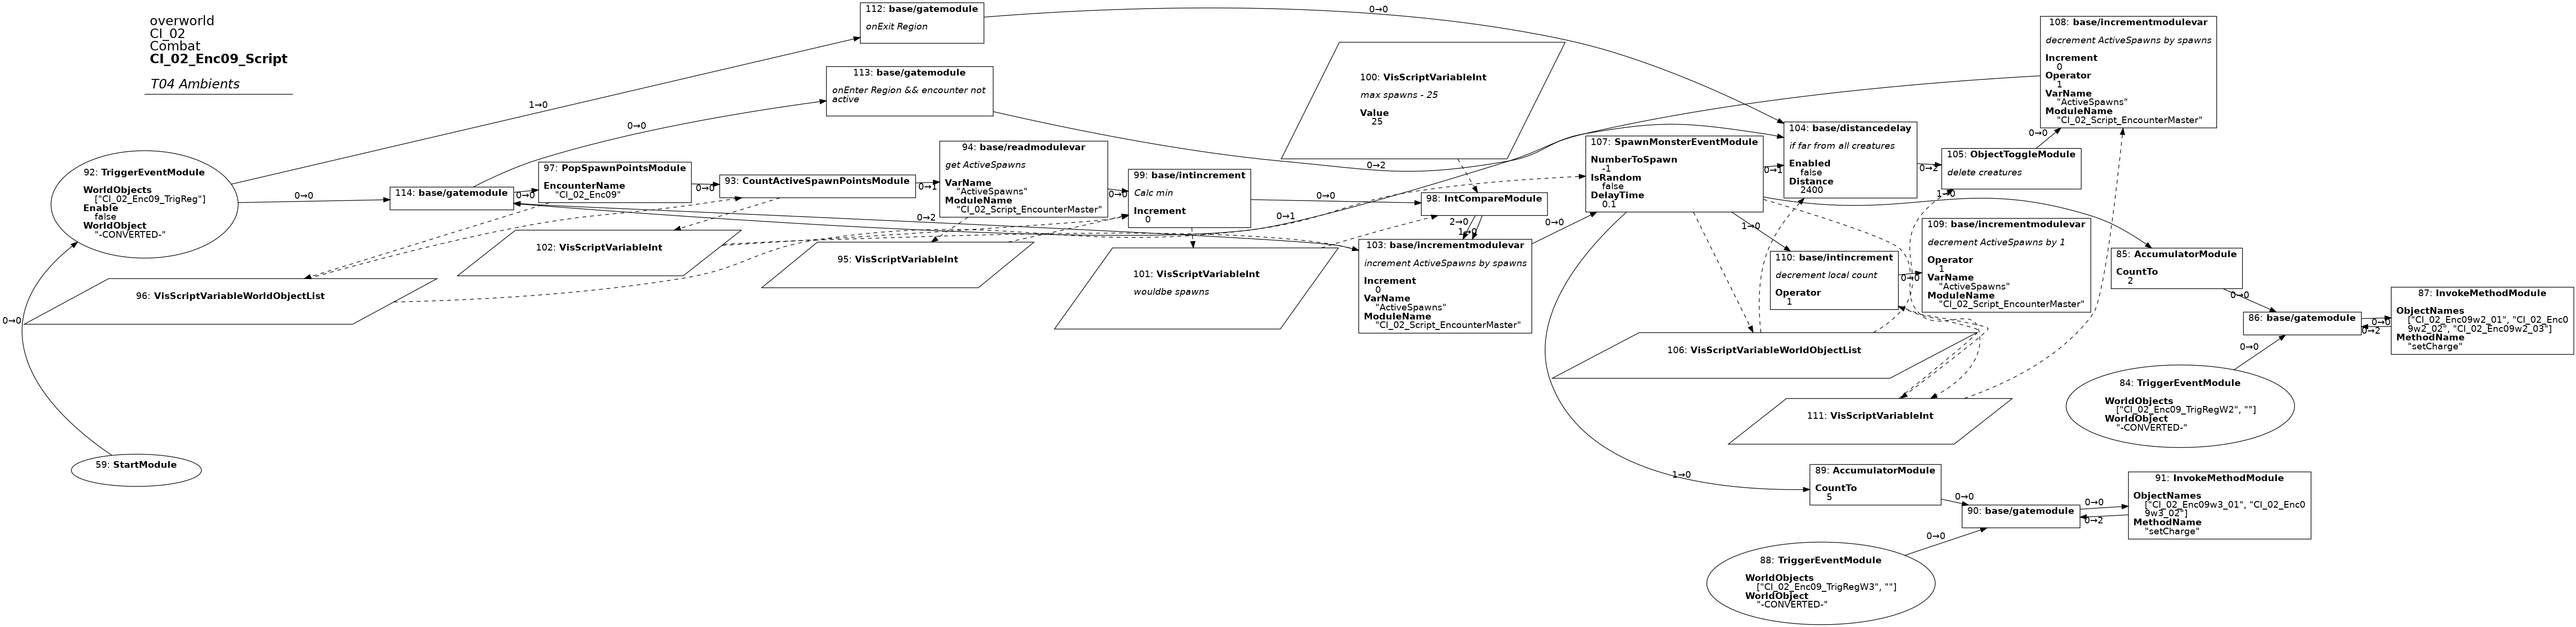 overworld
CI_02
Combat
CI_02_Enc09_Script
T04 Ambients
112: base/gatemodule
onExit Region
113: base/gatemodule
onEnter Region && encounter not
active
92: TriggerEventModule
WorldObjects
["CI_02_Enc09_TrigReg"]
Enable
false
WorldObject
"-CONVERTED-"
114: base/gatemodule
97: PopSpawnPointsModule
EncounterName
"CI_02_Enc09"
93: CountActiveSpawnPointsModule
94: base/readmodulevar
get ActiveSpawns
VarName
"ActiveSpawns"
ModuleName
"CI_02_Script_EncounterMaster"
99: base/intincrement
Calc min
Increment
0
100: VisScriptVariableInt
max spawns - 25
Value
25
98: IntCompareModule
103: base/incrementmodulevar
increment ActiveSpawns by spawns
Increment
0
VarName
"ActiveSpawns"
ModuleName
"CI_02_Script_EncounterMaster"
107: SpawnMonsterEventModule
NumberToSpawn
-1
IsRandom
false
DelayTime
0.1
104: base/distancedelay
if far from all creatures
Enabled
false
Distance
2400
105: ObjectToggleModule
delete creatures
108: base/incrementmodulevar
decrement ActiveSpawns by spawns
Increment
0
Operator
1
VarName
"ActiveSpawns"
ModuleName
"CI_02_Script_EncounterMaster"
109: base/incrementmodulevar
decrement ActiveSpawns by 1
Operator
1
VarName
"ActiveSpawns"
ModuleName
"CI_02_Script_EncounterMaster"
110: base/intincrement
decrement local count
Operator
1
85: AccumulatorModule
CountTo
2
86: base/gatemodule
87: InvokeMethodModule
ObjectNames
["CI_02_Enc09w2_01", "CI_02_Enc0
9w2_02", "CI_02_Enc09w2_03"]
MethodName
"setCharge"
84: TriggerEventModule
WorldObjects
["CI_02_Enc09_TrigRegW2", ""]
WorldObject
"-CONVERTED-"
96: VisScriptVariableWorldObjectList
102: VisScriptVariableInt
95: VisScriptVariableInt
101: VisScriptVariableInt
wouldbe spawns
106: VisScriptVariableWorldObjectList
111: VisScriptVariableInt
59: StartModule
89: AccumulatorModule
CountTo
5
90: base/gatemodule
91: InvokeMethodModule
ObjectNames
["CI_02_Enc09w3_01", "CI_02_Enc0
9w3_02"]
MethodName
"setCharge"
88: TriggerEventModule
WorldObjects
["CI_02_Enc09_TrigRegW3", ""]
WorldObject
"-CONVERTED-"
0→0
1→0
0→0
0→0
0→0
0→0
0→0
0→1
0→0
0→0
0→2
0→2
0→1
2→0
1→0
0→0
0→1
0→2
1→0
0→0
1→0
0→0
0→0
0→0
0→2
0→0
1→0
0→0
0→0
0→2
0→0